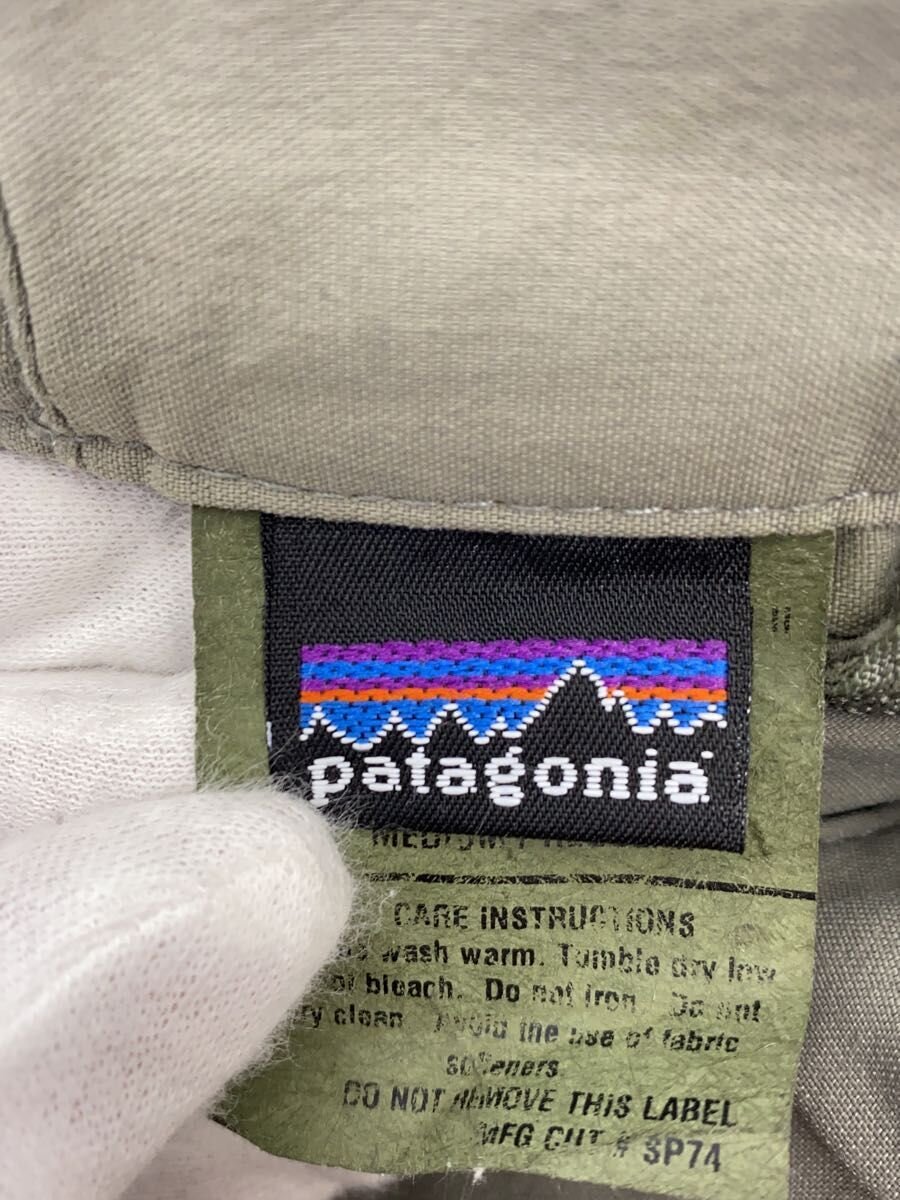 patagonia
CARE INSTRUCTIONS
wash warm. Tumble dry low
bleach. Do not iron. Do not
clean. Avoid the use of fabric
softeners.
DO NOT REMOVE THIS LABEL
MFG CUT # SP74